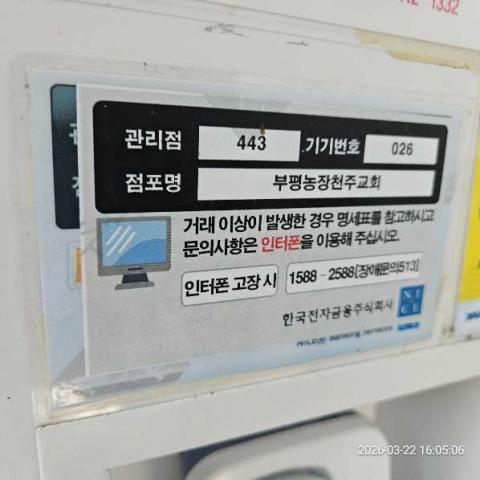 1332
관리점 443 기기번호 026
점포명 부평농장천주교회
거래 이상이 발생한 경우 명세표를 참고하시고
문의사항은 인터폰을 이용해 주십시오.
인터폰 고장 시 1588-2588[장애문의513]
한국전자금융주식회사
NICE
2026-03-22 16:05:06